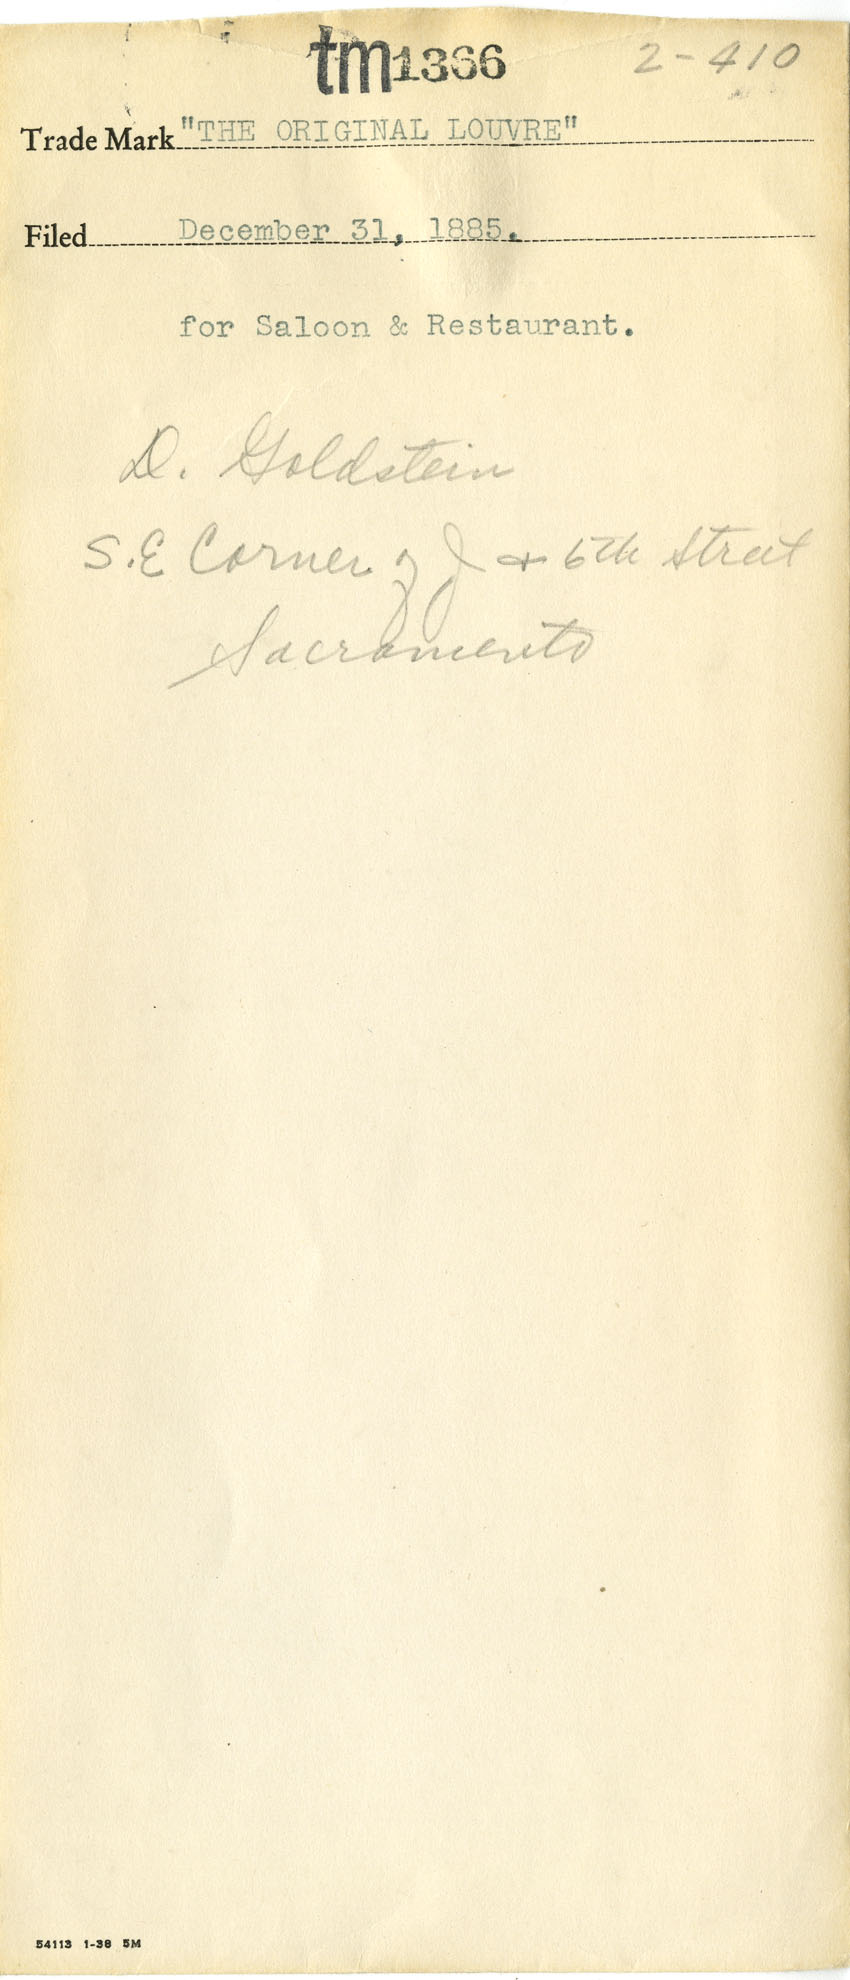 tm1366
2-410
Trade Mark "THE ORIGINAL LOUVRE"
Filed December 31, 1885.
for Saloon & Restaurant.
D. Goldstein
S.E Corner of J & 6th Street
Sacramento
54113 1-38 5M